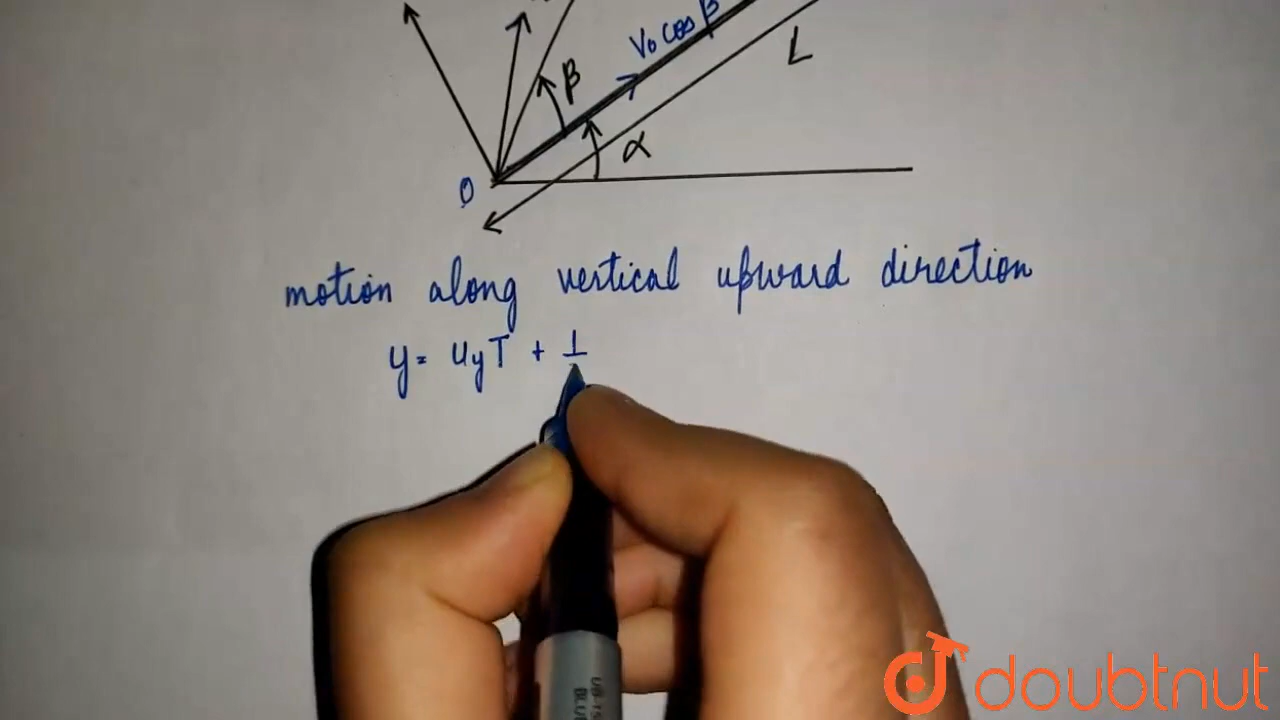 V₀ cos β
L
β
α
O
motion along vertical upward direction
y = uyT + 1
doubtnut